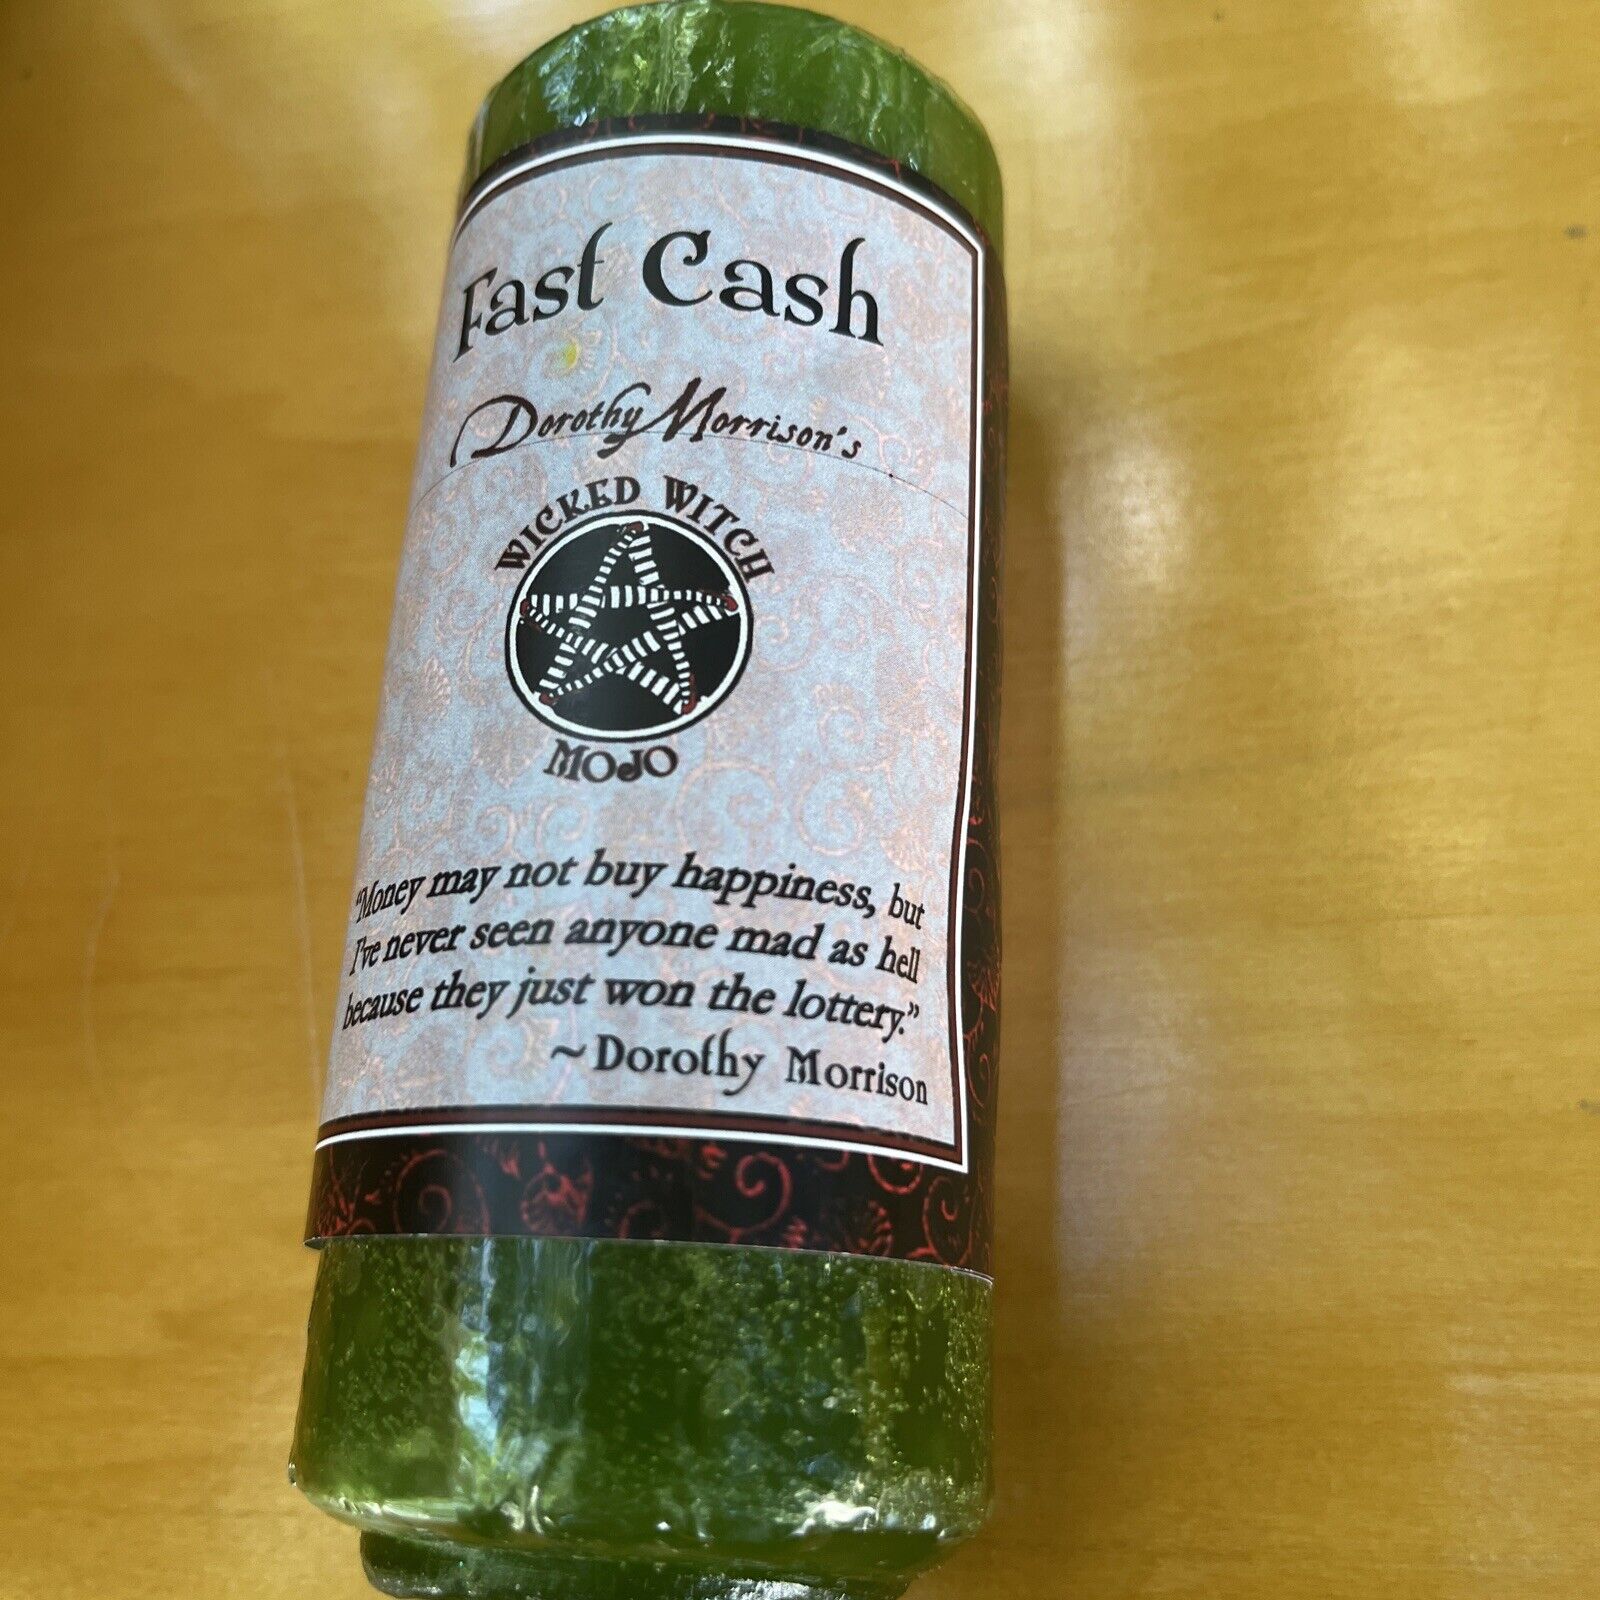 Fast Cash
Dorothy Morrison's
WICKED WITCH
MOJO
"Money may not buy happiness, but
I've never seen anyone mad as hell
because they just won the lottery."
~Dorothy Morrison